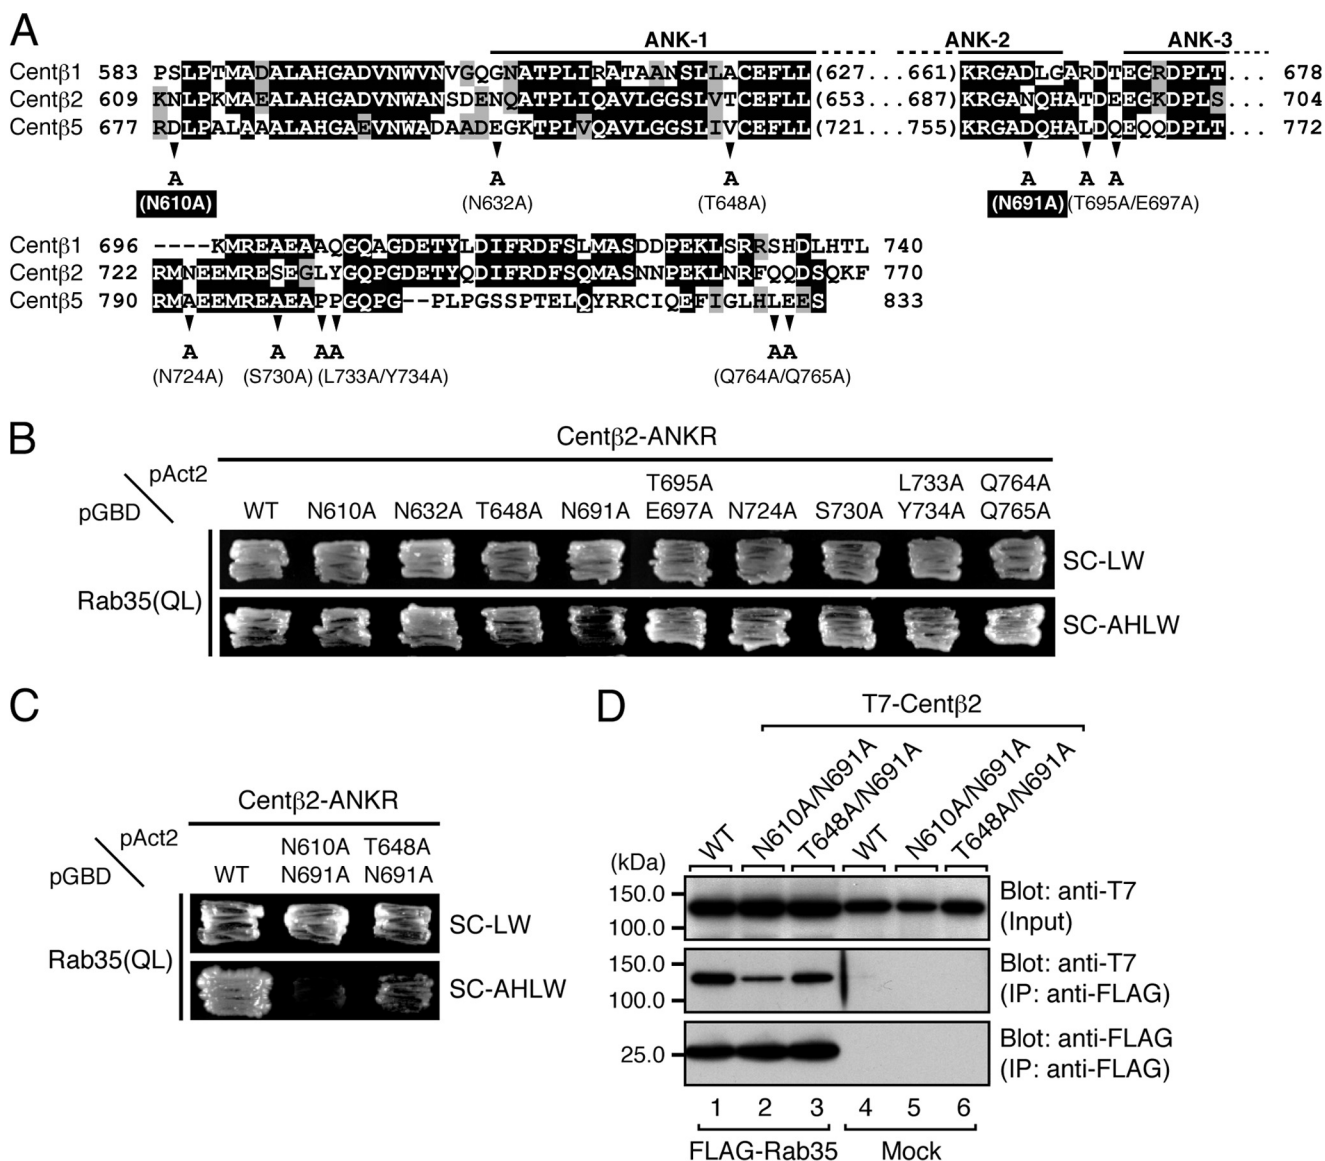 A
ANK-1 ANK-2 ANK-3
Centβ1 583 PSLPTMADALAHGADVNWVNVGQGNATPLIRATAANSLLACEFLL(627...661)KRGADLGARDTEGRDPLT... 678
Centβ2 609 KNLPKMAEALAHGADVNWANSDENQATPLIQAVLGGSLVTCEFLL(653...687)KRGANQHATDEEGKDPLS... 704
Centβ5 677 RDLPALAAALAHGAEVNWADAADEGKTPLVQAVLGGSLIVCEFLL(721...755)KRGADQHALDQEQQDPLT... 772
A A A A A A
(N610A) (N632A) (T648A) (N691A) (T695A/E697A)
Centβ1 696 ----KMREAEAAQGQAGDETYLDIFRDFSLMASDDPEKLSRRSHDLHTL 740
Centβ2 722 RMNEEMRESEGLYGQPGDETYQDIFRDFSQMASNNPEKLNRFQQDSQKF 770
Centβ5 790 RMAEEMREAEAPPGQPG--PLPGSSPTELQYRRCIQEFIGLHLEES 833
A A AA AA
(N724A) (S730A) (L733A/Y734A) (Q764A/Q765A)
B
Centβ2-ANKR
pAct2
pGBD
T695A L733A Q764A
WT N610A N632A T648A N691A E697A N724A S730A Y734A Q765A
Rab35(QL)
SC-LW
SC-AHLW
C
Centβ2-ANKR
pAct2
pGBD
N610A T648A
WT N691A N691A
Rab35(QL)
SC-LW
SC-AHLW
D
T7-Centβ2
WT N610A/N691A T648A/N691A WT N610A/N691A T648A/N691A
(kDa)
150.0
100.0
Blot: anti-T7
(Input)
150.0
100.0
Blot: anti-T7
(IP: anti-FLAG)
25.0
Blot: anti-FLAG
(IP: anti-FLAG)
1 2 3 4 5 6
FLAG-Rab35 Mock